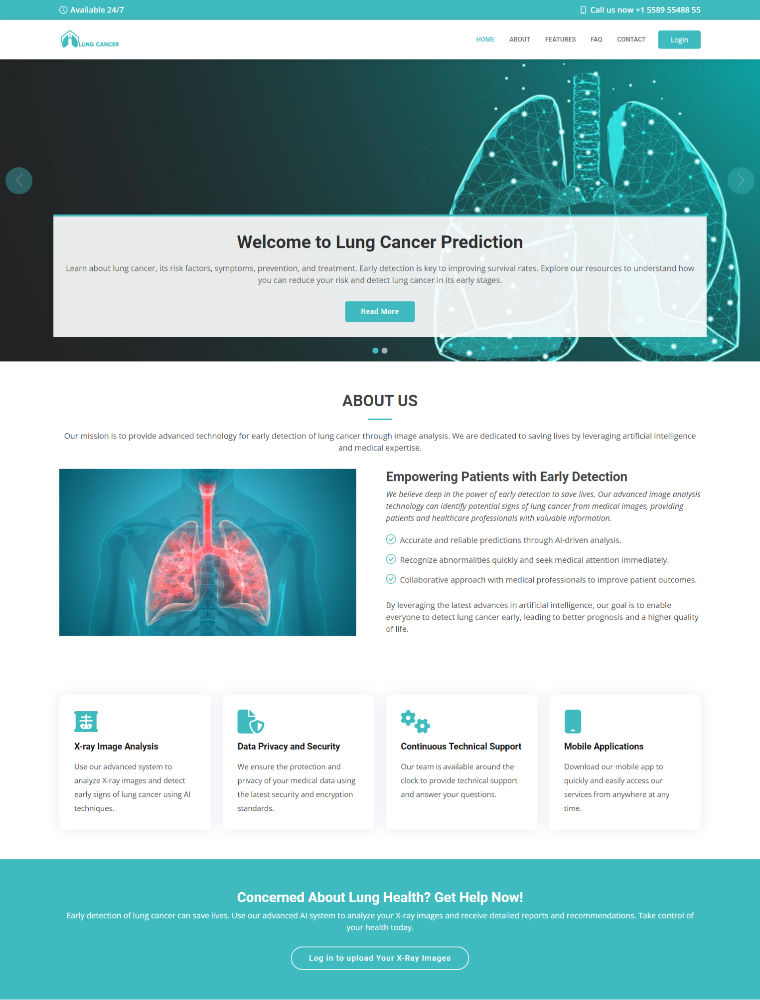 Available 24/7
Call us now +1 5589 55488 55
LUNG CANCER
HOME
ABOUT
FEATURES
FAQ
CONTACT
Login
Welcome to Lung Cancer Prediction
Learn about lung cancer, its risk factors, symptoms, prevention, and treatment. Early detection is key to improving survival rates. Explore our resources to understand how
you can reduce your risk and detect lung cancer in its early stages.
Read More
ABOUT US
Our mission is to provide advanced technology for early detection of lung cancer through image analysis. We are dedicated to saving lives by leveraging artificial intelligence
and medical expertise.
Empowering Patients with Early Detection
We believe deep in the power of early detection to save lives. Our advanced image analysis
technology can identify potential signs of lung cancer from medical images, providing
patients and healthcare professionals with valuable information.
Accurate and reliable predictions through AI-driven analysis.
Recognize abnormalities quickly and seek medical attention immediately.
Collaborative approach with medical professionals to improve patient outcomes.
By leveraging the latest advances in artificial intelligence, our goal is to enable
everyone to detect lung cancer early, leading to better prognosis and a higher quality
of life.
X-ray Image Analysis
Use our advanced system to
analyze X-ray images and detect
early signs of lung cancer using AI
techniques.
Data Privacy and Security
We ensure the protection and
privacy of your medical data using
the latest security and encryption
standards.
Continuous Technical Support
Our team is available around the
clock to provide technical support
and answer your questions.
Mobile Applications
Download our mobile app to
quickly and easily access our
services from anywhere at any
time.
Concerned About Lung Health? Get Help Now!
Early detection of lung cancer can save lives. Use our advanced AI system to analyze your X-ray images and receive detailed reports and recommendations. Take control of
your health today.
Log in to upload Your X-Ray Images